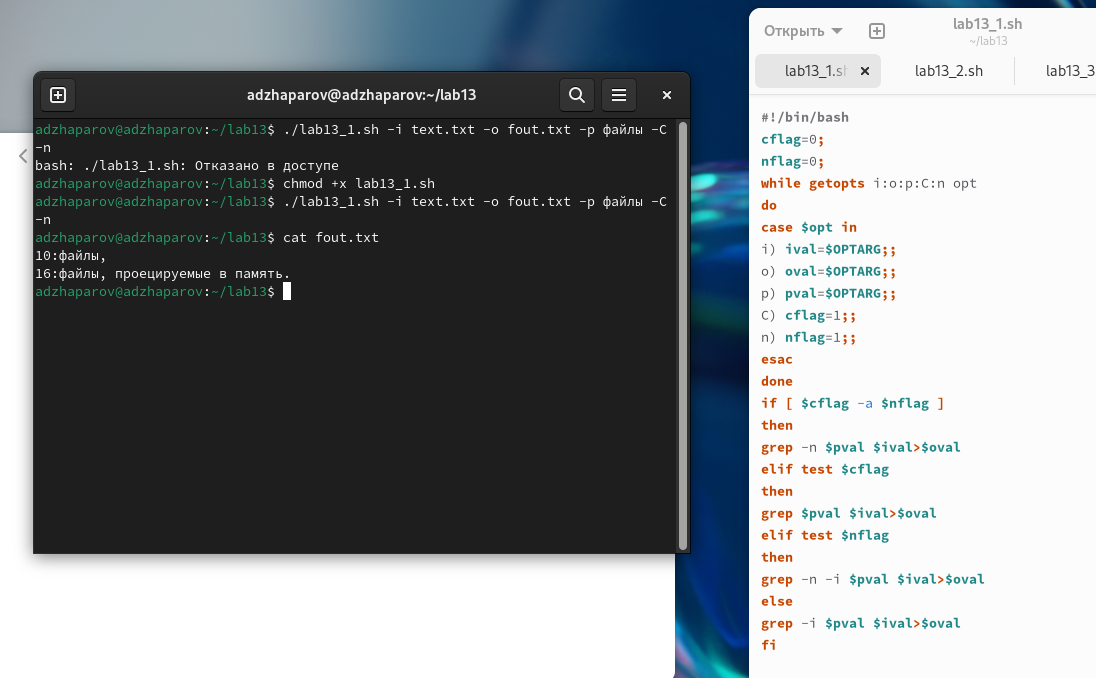 adzhaparov@adzhaparov:~/lab13
adzhaparov@adzhaparov:~/lab13$ ./lab13_1.sh -i text.txt -o fout.txt -p файлы -C
-n
bash: ./lab13_1.sh: Отказано в доступе
adzhaparov@adzhaparov:~/lab13$ chmod +x lab13_1.sh
adzhaparov@adzhaparov:~/lab13$ ./lab13_1.sh -i text.txt -o fout.txt -p файлы -C
-n
adzhaparov@adzhaparov:~/lab13$ cat fout.txt
10:файлы,
16:файлы, проецируемые в память.
adzhaparov@adzhaparov:~/lab13$
Открыть
lab13_1.sh
~/lab13
lab13_1.sh lab13_2.sh lab13_3
#!/bin/bash
cflag=0;
nflag=0;
while getopts i:o:p:C:n opt
do
case $opt in
i) ival=$OPTARG;;
o) oval=$OPTARG;;
p) pval=$OPTARG;;
C) cflag=1;;
n) nflag=1;;
esac
done
if [ $cflag -a $nflag ]
then
grep -n $pval $ival>$oval
elif test $cflag
then
grep $pval $ival>$oval
elif test $nflag
then
grep -n -i $pval $ival>$oval
else
grep -i $pval $ival>$oval
fi